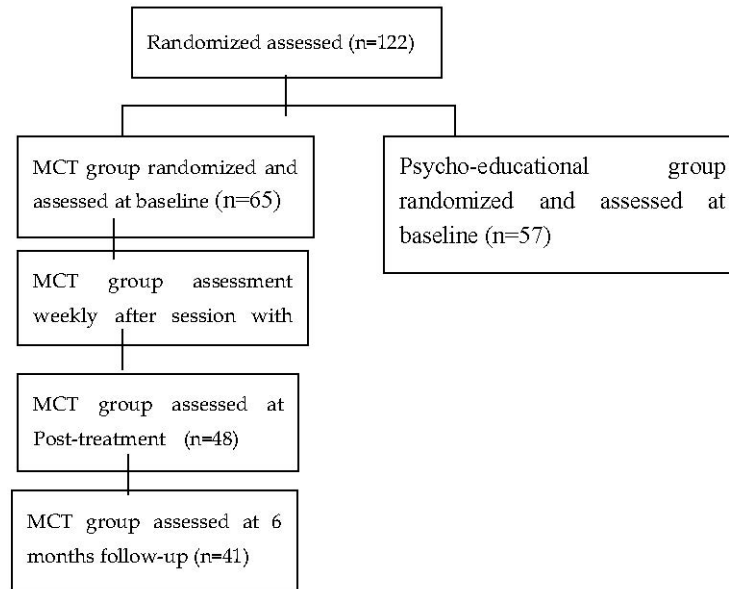 Randomized assessed (n=122)
MCT group randomized and
assessed at baseline (n=65)
Psycho-educational group
randomized and assessed at
baseline (n=57)
MCT group assessment
weekly after session with
MCT group assessed at
Post-treatment (n=48)
MCT group assessed at 6
months follow-up (n=41)